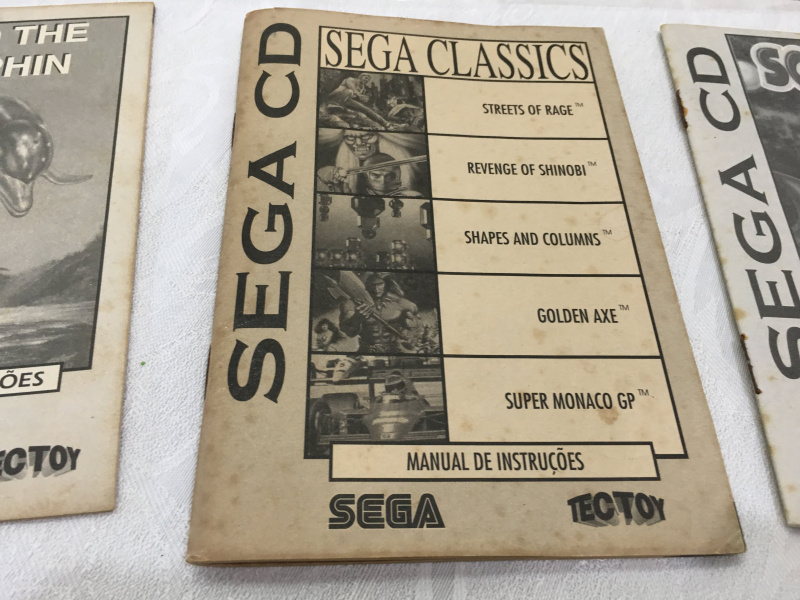 THE
PHIN
ÕES
TECTOY
SEGA CD
SEGA CLASSICS
STREETS OF RAGE™
REVENGE OF SHINOBI™
SHAPES AND COLUMNS™
GOLDEN AXE™
SUPER MONACO GP™
MANUAL DE INSTRUÇÕES
SEGA
TECTOY
SEGA CD